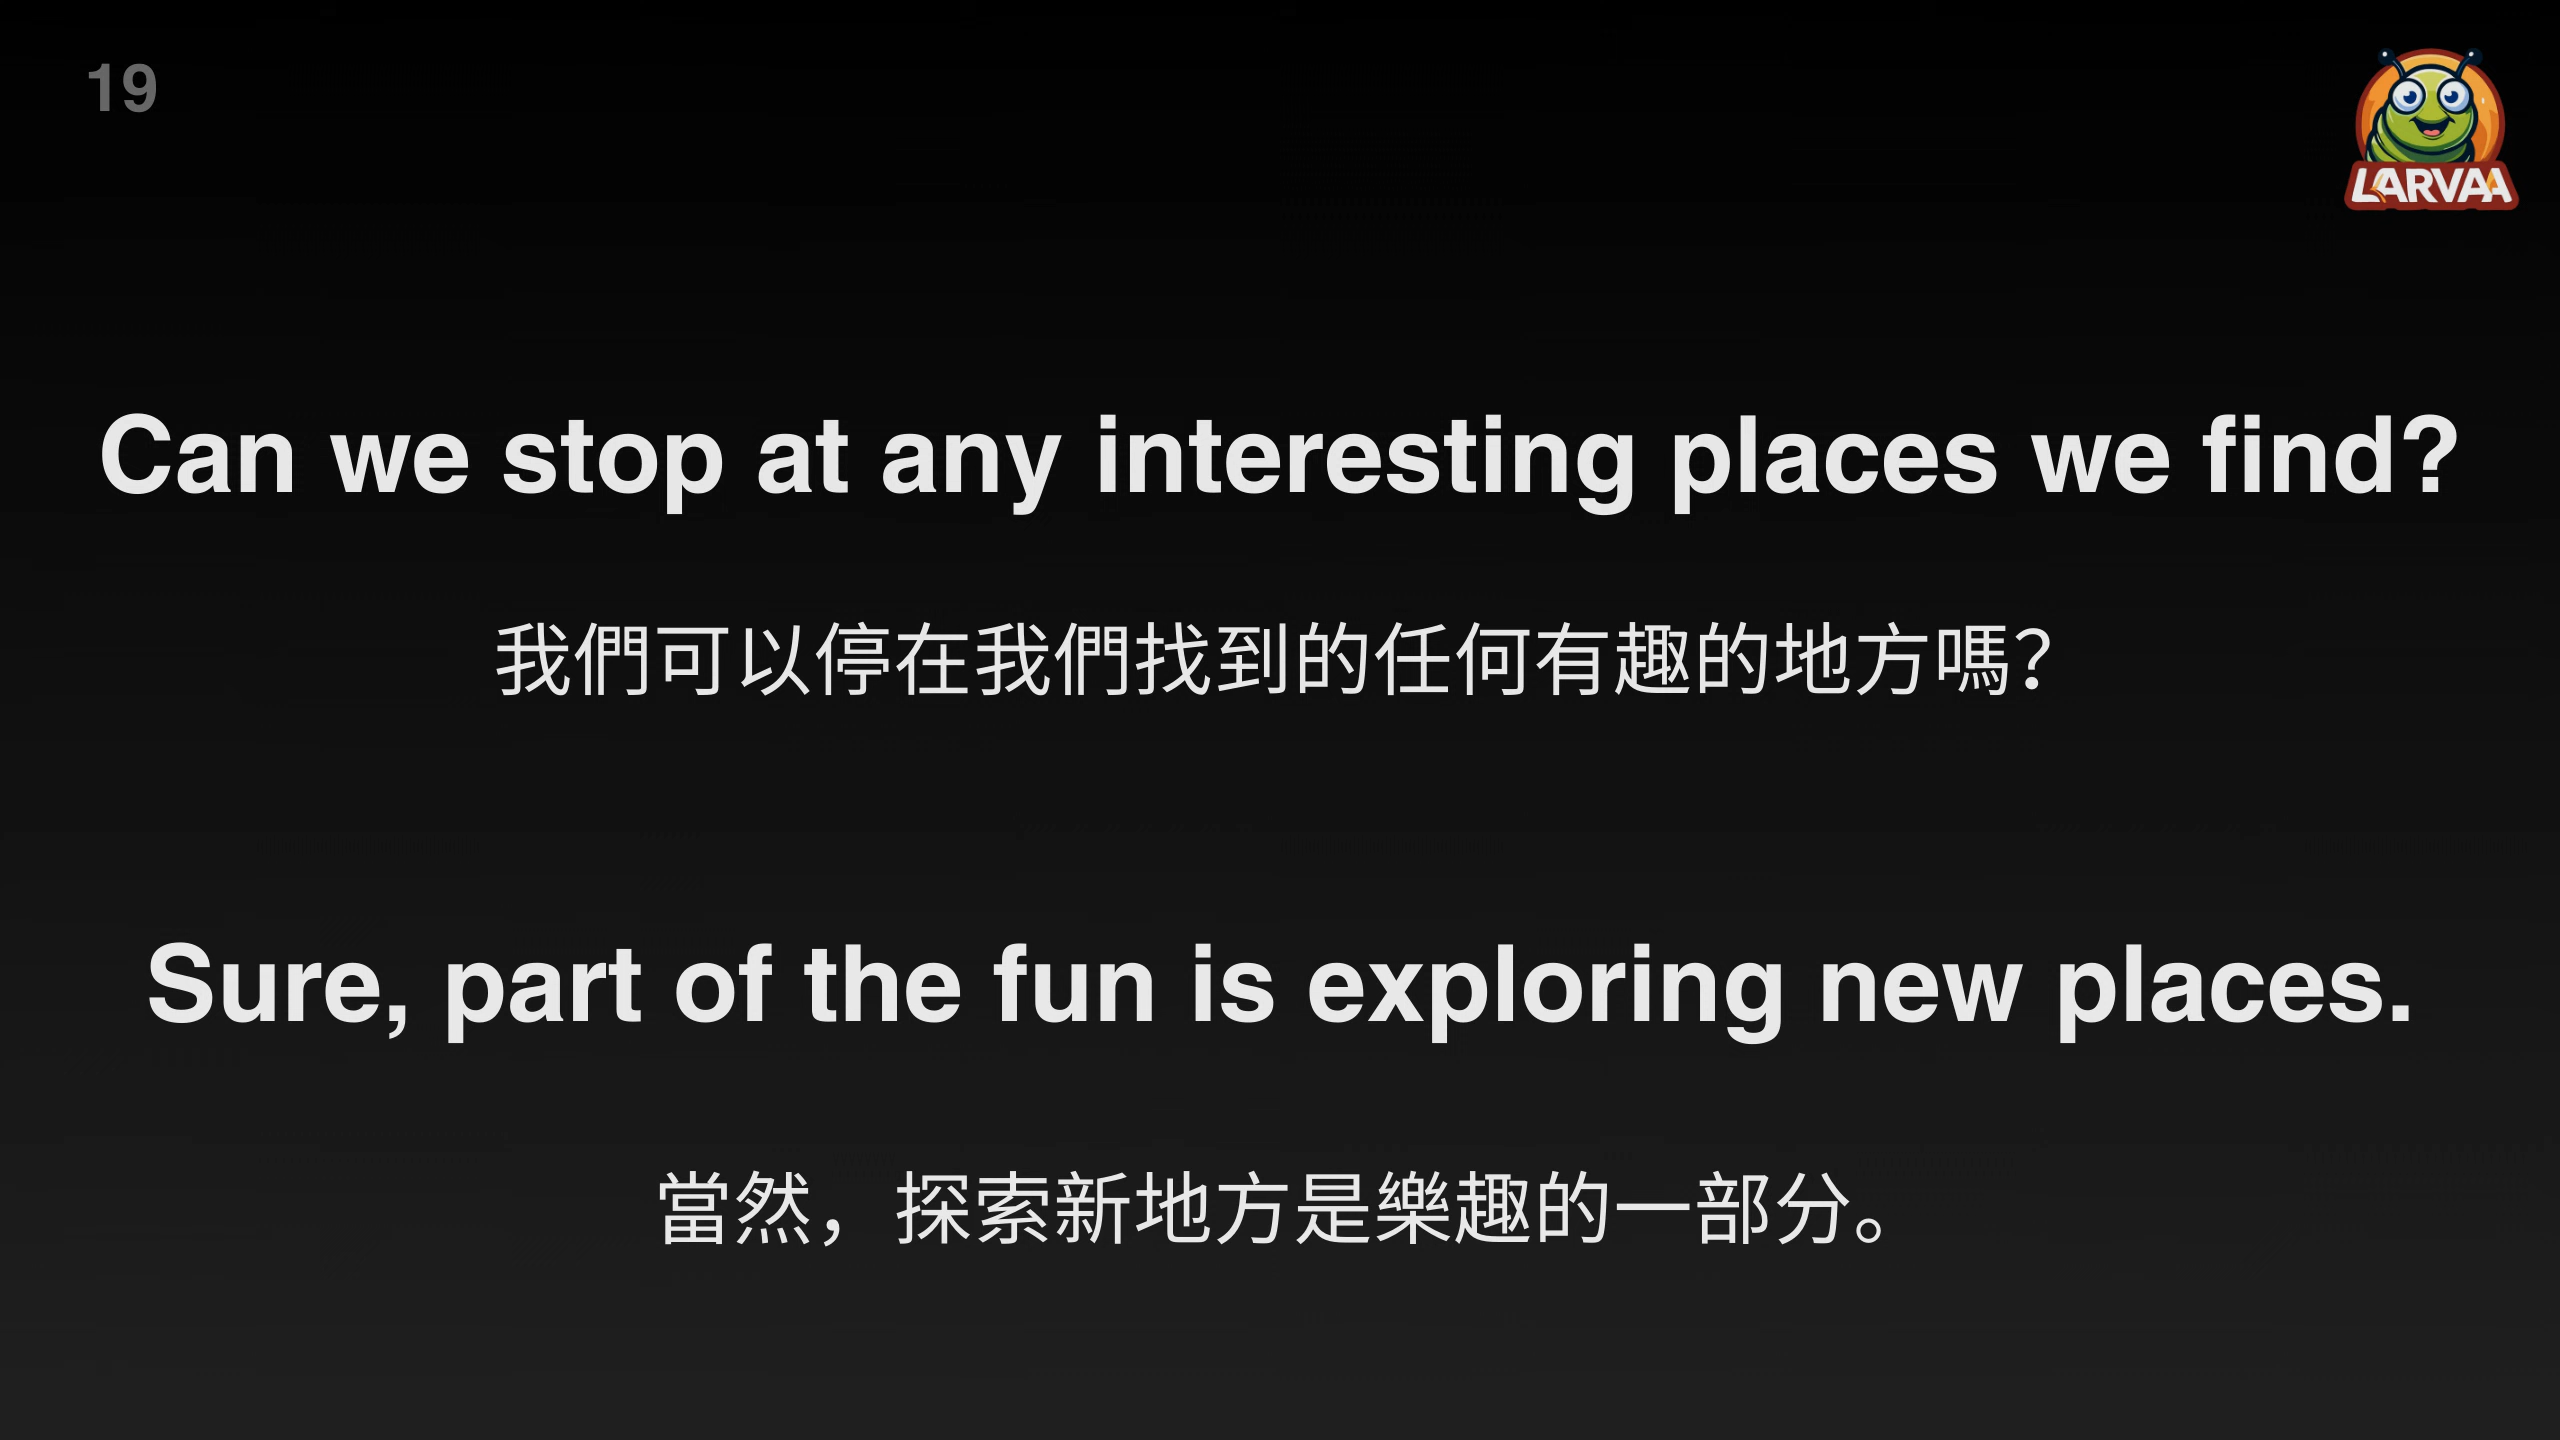 19
LARVAA
Can we stop at any interesting places we find?
我們可以停在我們找到的任何有趣的地方嗎？
Sure, part of the fun is exploring new places.
當然，探索新地方是樂趣的一部分。